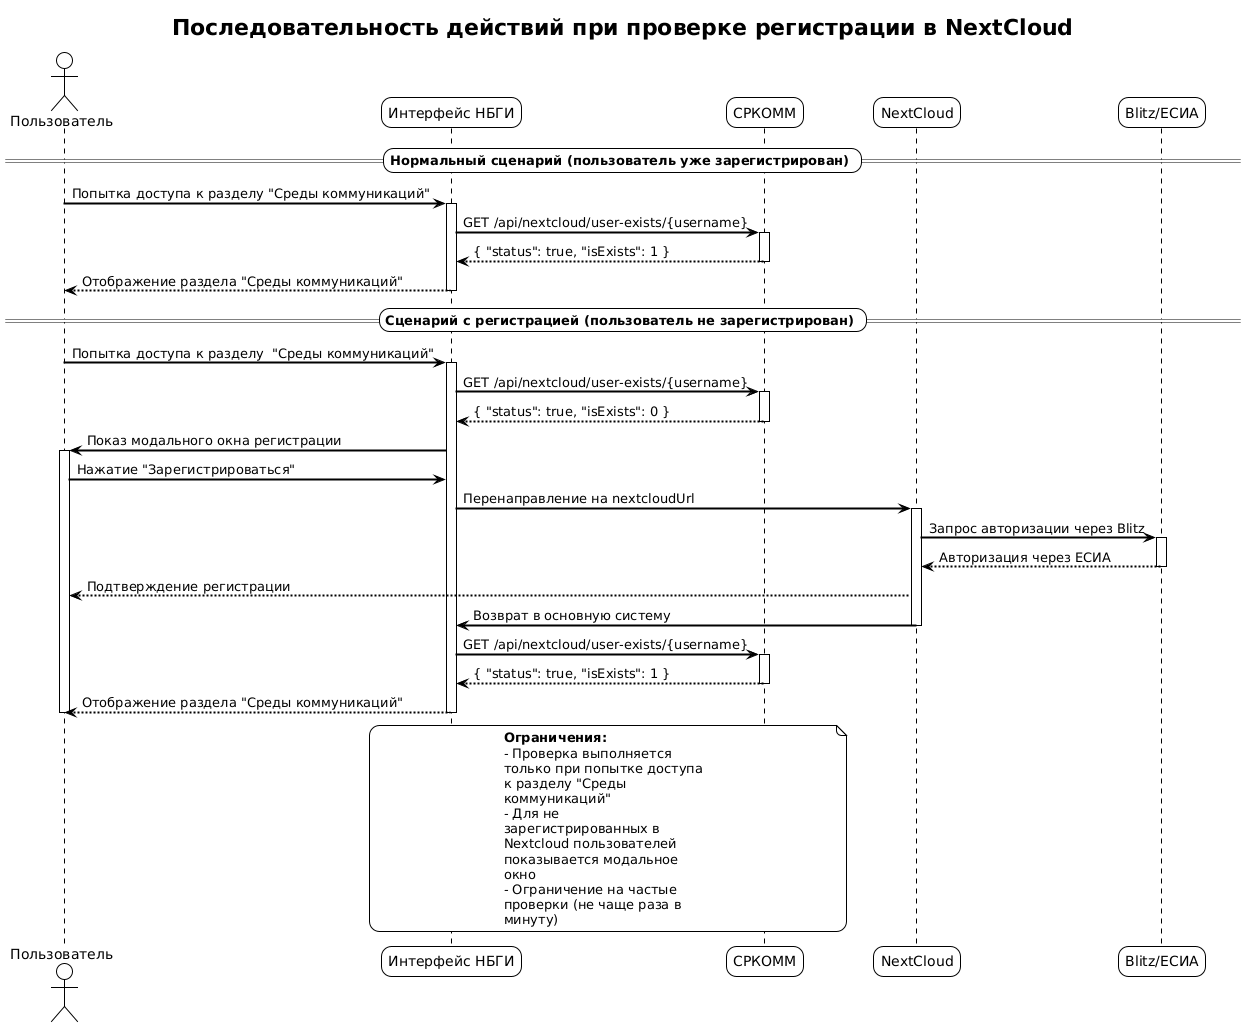 Последовательность действий при проверке регистрации в NextCloud
Пользователь
Интерфейс НБГИ
СРКОММ
NextCloud
Blitz/ЕСИА
Нормальный сценарий (пользователь уже зарегистрирован)
Попытка доступа к разделу "Среды коммуникаций"
GET /api/nextcloud/user-exists/{username}
{ "status": true, "isExists": 1 }
Отображение раздела "Среды коммуникаций"
Сценарий с регистрацией (пользователь не зарегистрирован)
Попытка доступа к разделу  "Среды коммуникаций"
GET /api/nextcloud/user-exists/{username}
{ "status": true, "isExists": 0 }
Показ модального окна регистрации
Нажатие "Зарегистрироваться"
Перенаправление на nextcloudUrl
Запрос авторизации через Blitz
Авторизация через ЕСИА
Подтверждение регистрации
Возврат в основную систему
GET /api/nextcloud/user-exists/{username}
{ "status": true, "isExists": 1 }
Отображение раздела "Среды коммуникаций"
Ограничения:
- Проверка выполняется
только при попытке доступа
к разделу "Среды
коммуникаций"
- Для не
зарегистрированных в
Nextcloud пользователей
показывается модальное
окно
- Ограничение на частые
проверки (не чаще раза в
минуту)
Пользователь
Интерфейс НБГИ
СРКОММ
NextCloud
Blitz/ЕСИА